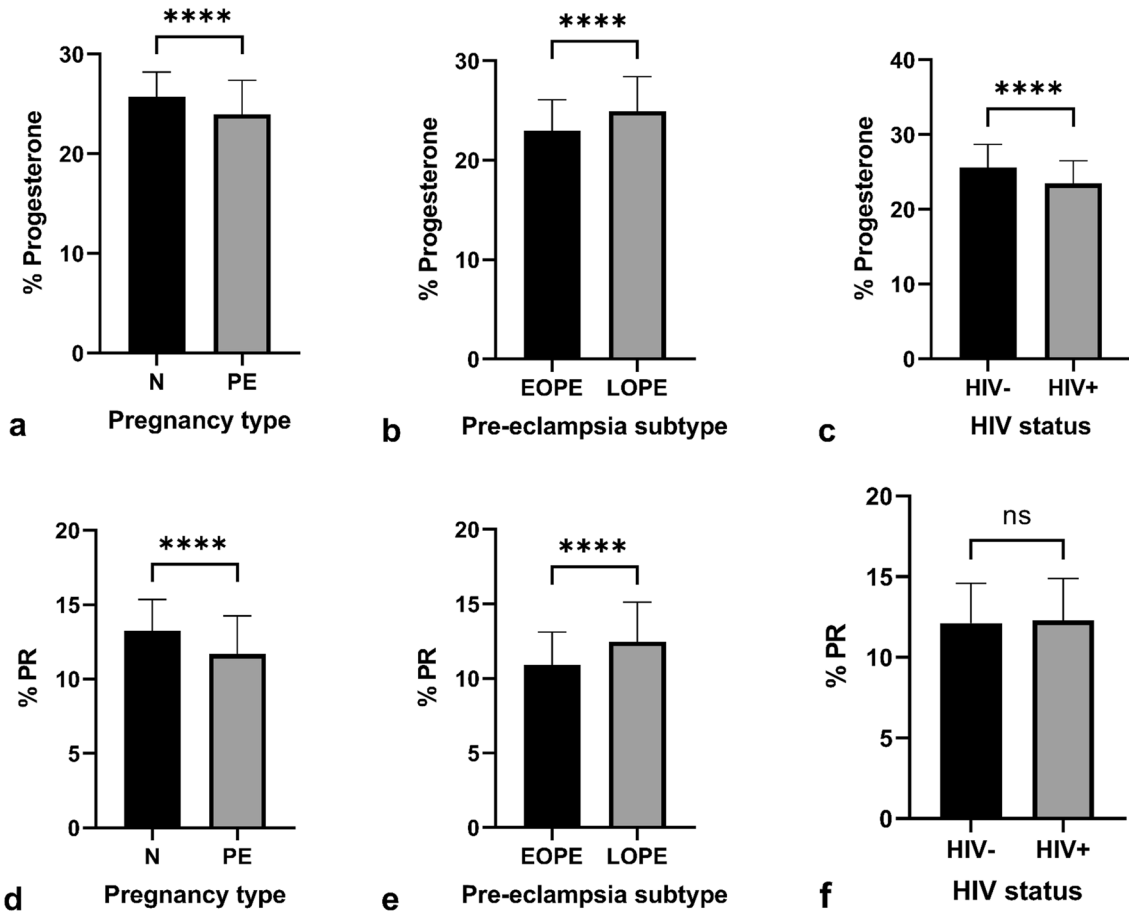 ****
30
20
10
0
% Progesterone
N PE
Pregnancy type
a
****
30
20
10
0
% Progesterone
EOPE LOPE
Pre-eclampsia subtype
b
****
40
30
20
10
0
% Progesterone
HIV- HIV+
HIV status
c
****
20
15
10
5
0
% PR
N PE
Pregnancy type
d
****
20
15
10
5
0
% PR
EOPE LOPE
Pre-eclampsia subtype
e
ns
20
15
10
5
0
% PR
HIV- HIV+
HIV status
f